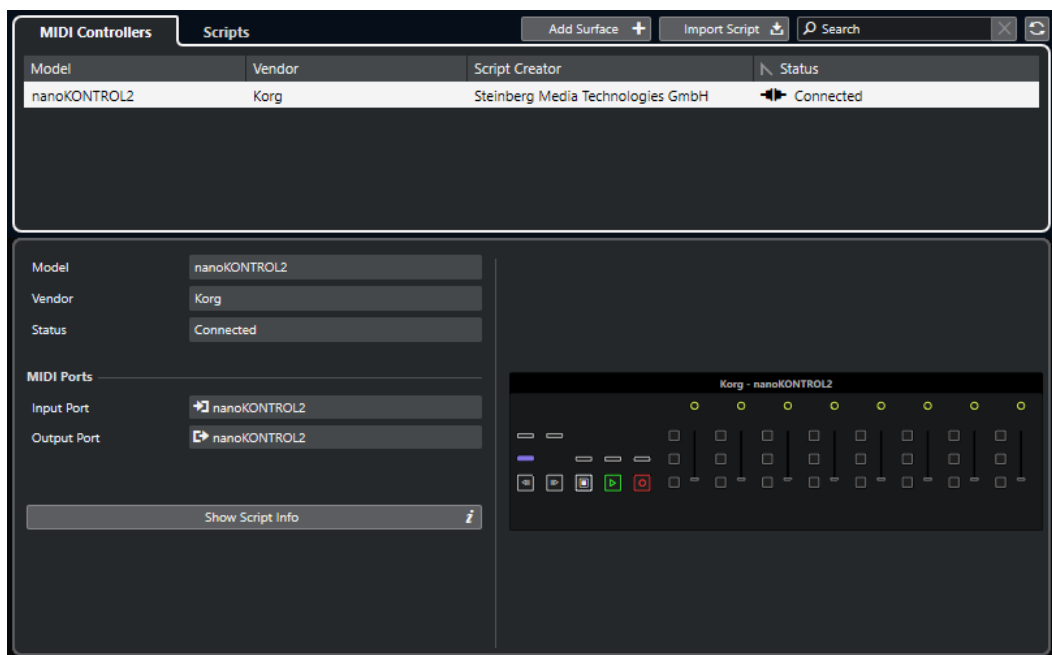 MIDI Controllers Scripts Add Surface Import Script Search
Model Vendor Script Creator Status
nanoKONTROL2 Korg Steinberg Media Technologies GmbH Connected
Model nanoKONTROL2
Vendor Korg
Status Connected
MIDI Ports
Korg - nanoKONTROL2
Input Port nanoKONTROL2
Output Port nanoKONTROL2
Show Script Info i